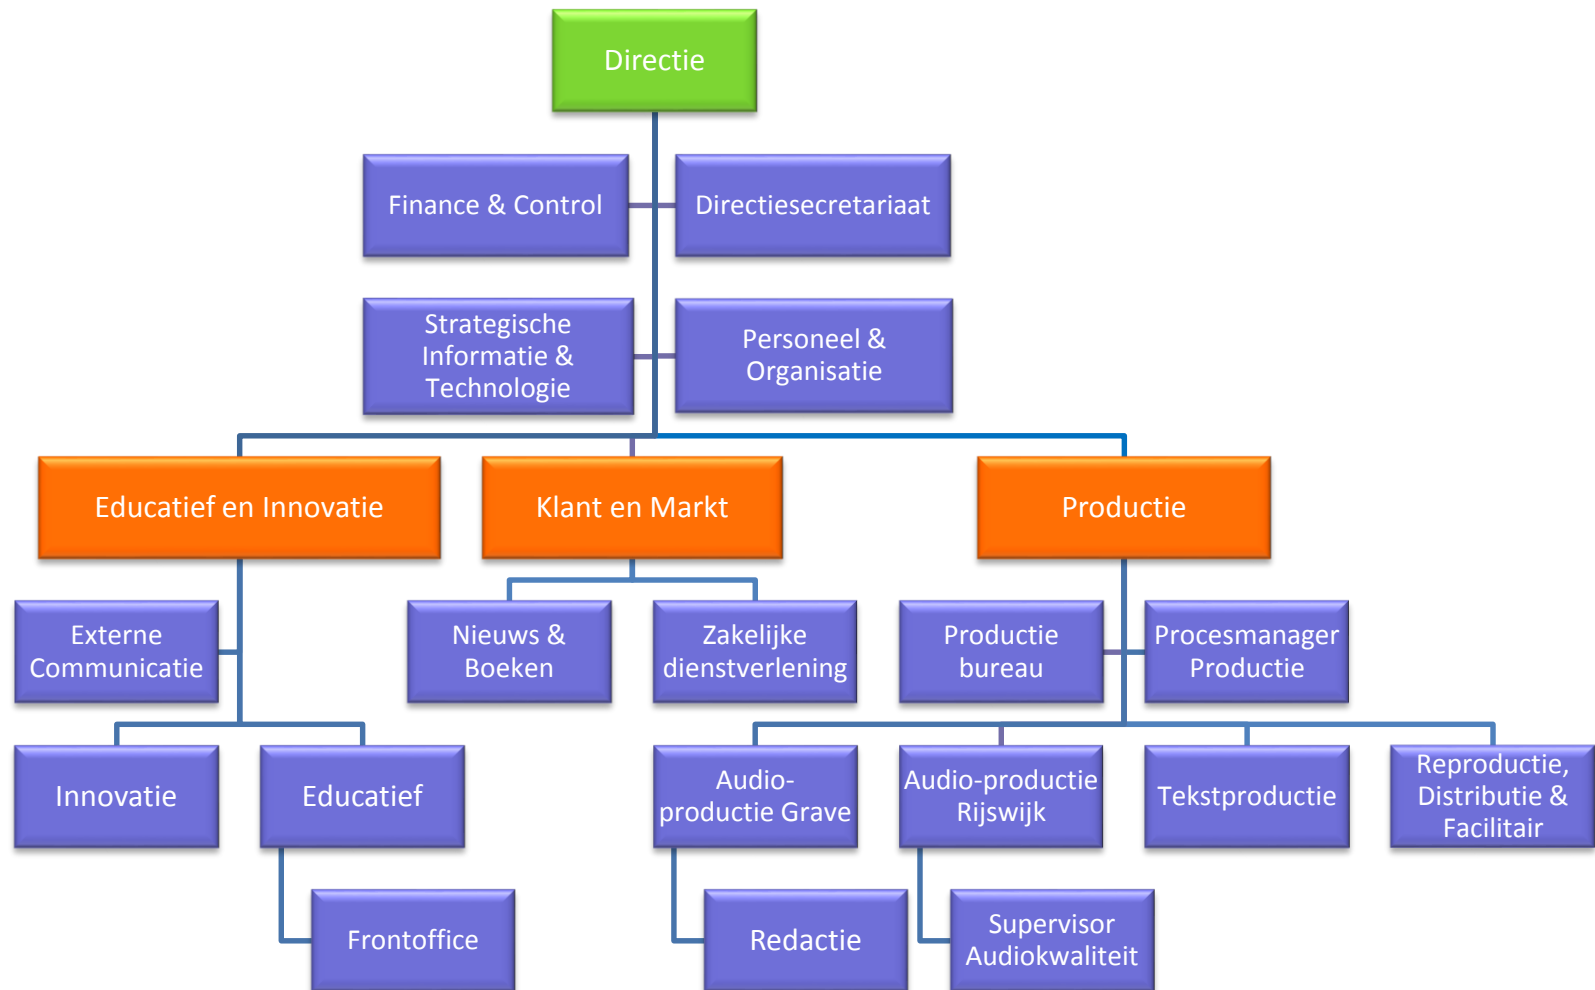 Directie
Finance & Control
Directiesecretariaat
Strategische
Informatie &
Technologie
Personeel &
Organisatie
Educatief en Innovatie
Klant en Markt
Productie
Externe
Communicatie
Nieuws &
Boeken
Zakelijke
dienstverlening
Productie
bureau
Procesmanager
Productie
Innovatie
Educatief
Audio-
productie Grave
Audio-productie
Rijswijk
Tekstproductie
Reproductie,
Distributie &
Facilitair
Frontoffice
Redactie
Supervisor
Audiokwaliteit